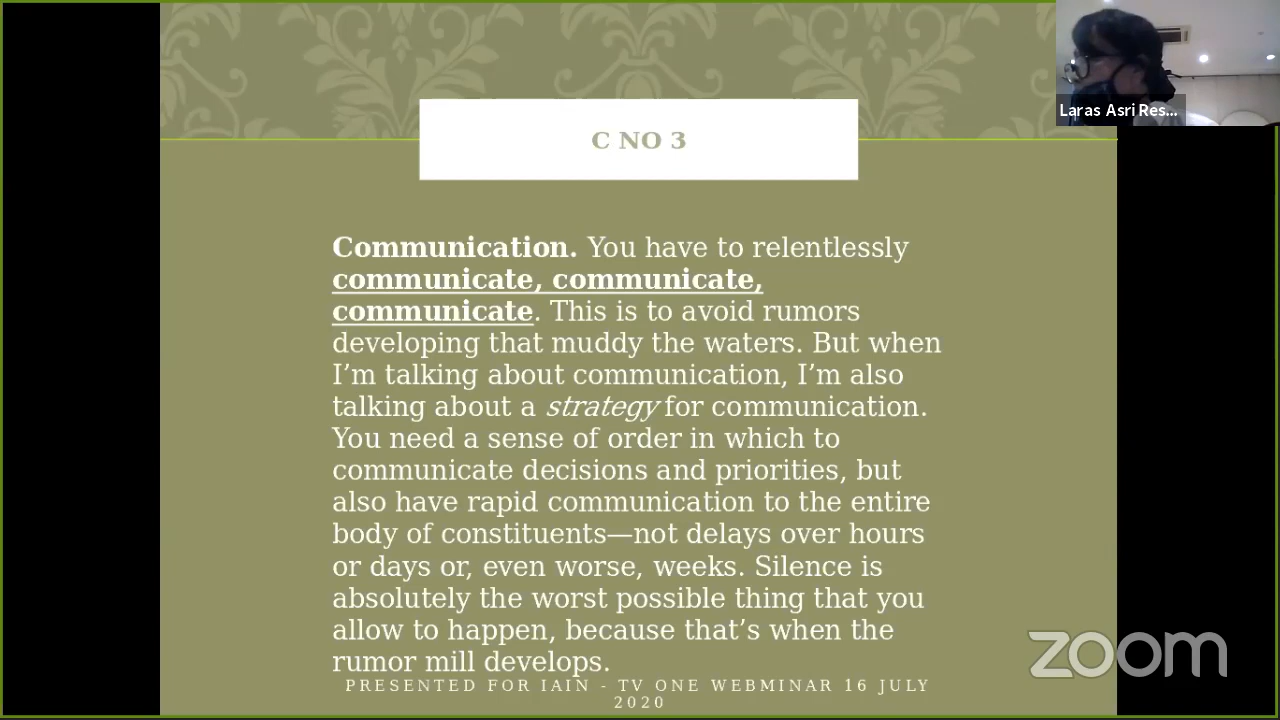 C NO 3
Communication. You have to relentlessly
communicate, communicate,
communicate. This is to avoid rumors
developing that muddy the waters. But when
I’m talking about communication, I’m also
talking about a strategy for communication.
You need a sense of order in which to
communicate decisions and priorities, but
also have rapid communication to the entire
body of constituents—not delays over hours
or days or, even worse, weeks. Silence is
absolutely the worst possible thing that you
allow to happen, because that’s when the
rumor mill develops.
PRESENTED FOR IAIN - TV ONE WEBMINAR 16 JULY
2020
Laras Asri Res...
zoom